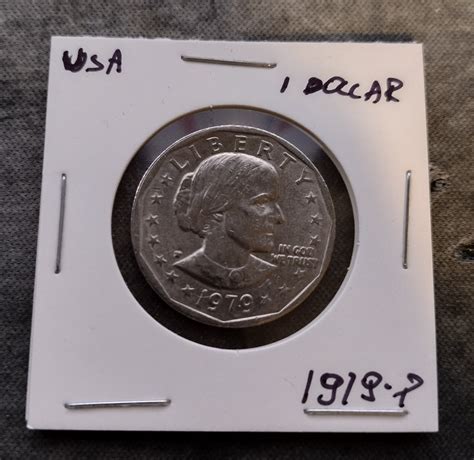 USA
1 DOLLAR
LIBERTY
IN GOD
WE TRUST
P
1979
1979-P